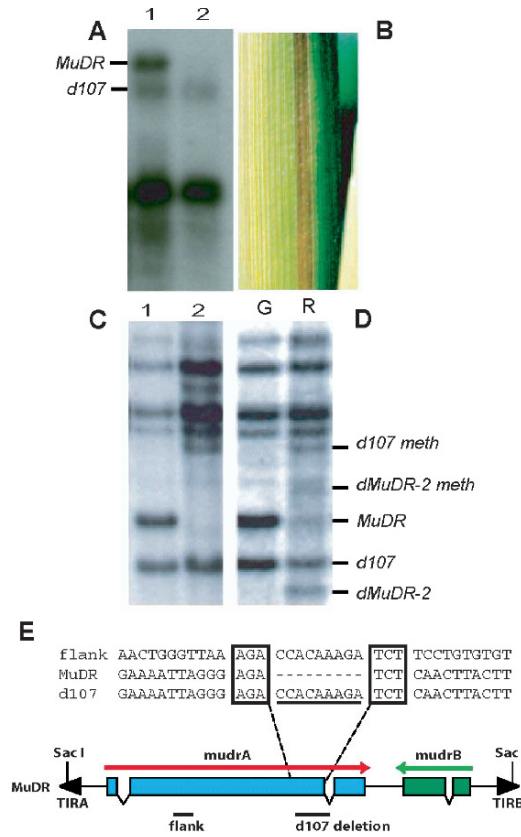 A 1 2 B
MuDR
d107
C 1 2 G R D
d107 meth
dMuDR-2 meth
MuDR
d107
dMuDR-2
E
flank AACTGGGTTAA AGA CCACAAAGA TCT TCCTGTGTGT
MuDR GAAAATTAGGG AGA --------- TCT CAACTTACTT
d107 GAAAATTAGGG AGA CCACAAAGA TCT CAACTTACTT
Sac I mudrA mudrB Sac
MuDR
TIRA TIRB
flank d107 deletion